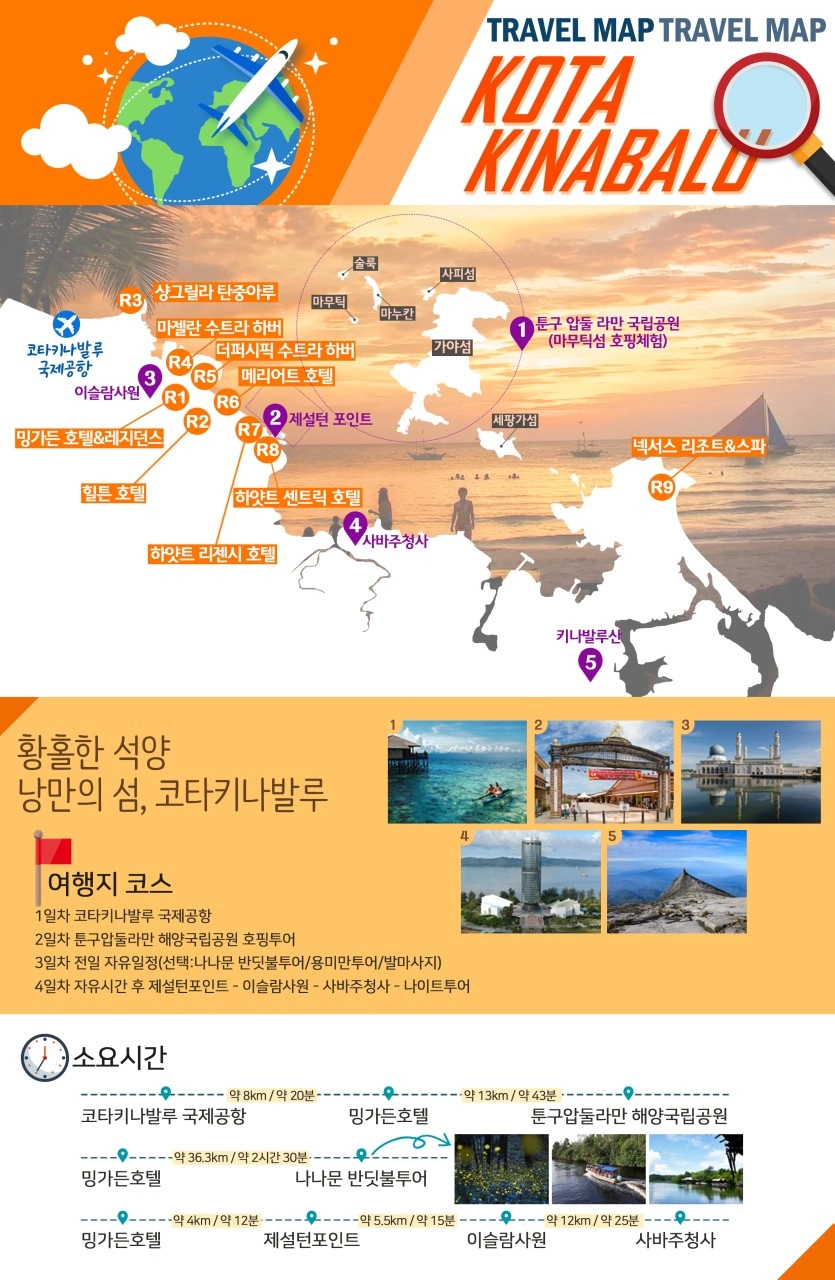 TRAVEL MAP TRAVEL MAP
KOTA
KINABALU
술룩
사피섬
마무틱
마누칸
가야섬
세팡가섬
1
툰구 압둘 라만 국립공원
(마무틱섬 호핑체험)
R3
샹그릴라 탄중아루
코타키나발루
국제공항
마젤란 수트라 하버
R4
더퍼시픽 수트라 하버
R5
3
이슬람사원
메리어트 호텔
R1
R6
R2
2
제설턴 포인트
R7
R8
밍가든 호텔&레지던스
힐튼 호텔
하얏트 센트릭 호텔
하얏트 리젠시 호텔
넥서스 리조트&스파
R9
4
사바주청사
키나발루산
5
황홀한 석양
낭만의 섬, 코타키나발루
1
2
3
4
5
여행지 코스
1일차 코타키나발루 국제공항
2일차 툰구압둘라만 해양국립공원 호핑투어
3일차 전일 자유일정(선택:나나문 반딧불투어/용미만투어/발마사지)
4일차 자유시간 후 제설턴포인트 - 이슬람사원 - 사바주청사 - 나이트투어
소요시간
약 8km / 약 20분
약 13km / 약 43분
코타키나발루 국제공항
밍가든호텔
툰구압둘라만 해양국립공원
약 36.3km / 약 2시간 30분
밍가든호텔
나나문 반딧불투어
약 4km / 약 12분
약 5.5km / 약 15분
약 12km / 약 25분
밍가든호텔
제설턴포인트
이슬람사원
사바주청사